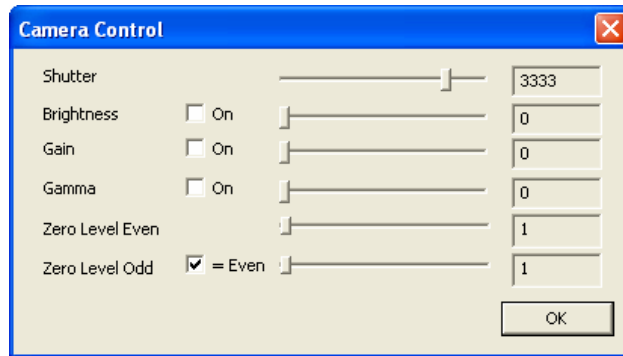 Camera Control
Shutter 3333
Brightness On 0
Gain On 0
Gamma On 0
Zero Level Even 1
Zero Level Odd = Even 1
OK